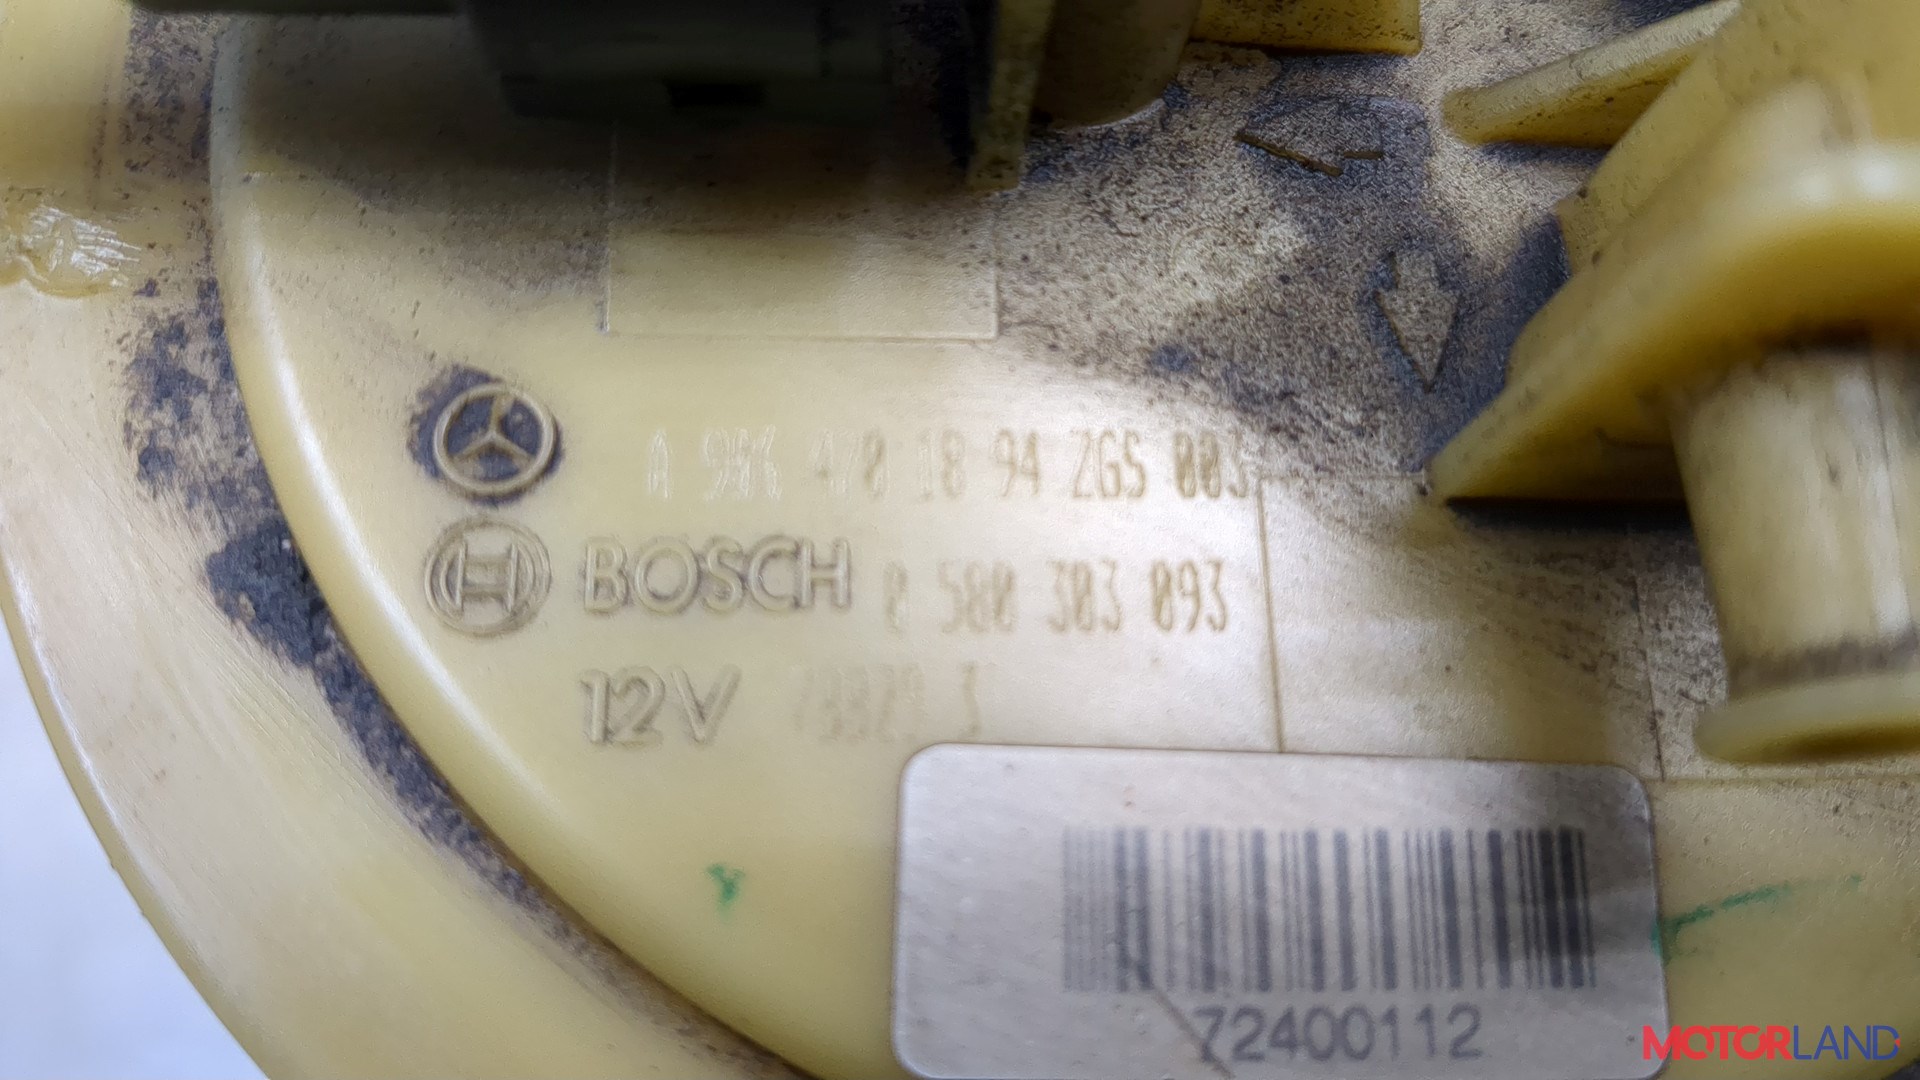 A 906 470 18 94 ZGS 003
BOSCH 0 580 303 093
12V
72400112
MOTORLAND